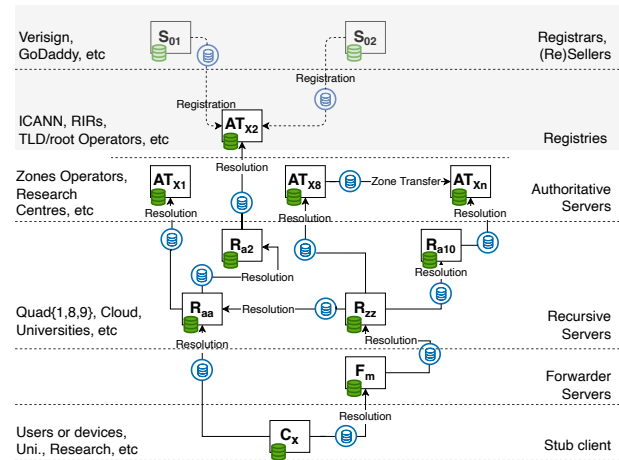 Verisign,
GoDaddy, etc
S01
S02
Registrars,
(Re)Sellers
Registration
Registration
ICANN, RIRs,
TLD/root Operators, etc
ATX2
Registries
Resolution
Zones Operators,
Research
Centres, etc
ATX1
ATX8
Zone Transfer
ATXn
Authoritative
Servers
Resolution
Resolution
Resolution
Ra2
Ra10
Resolution
Resolution
Quad{1,8,9}, Cloud,
Universities, etc
Raa
Resolution
Rzz
Recursive
Servers
Resolution
Resolution
Fm
Forwarder
Servers
Resolution
Users or devices,
Uni., Research, etc
Cx
Stub client